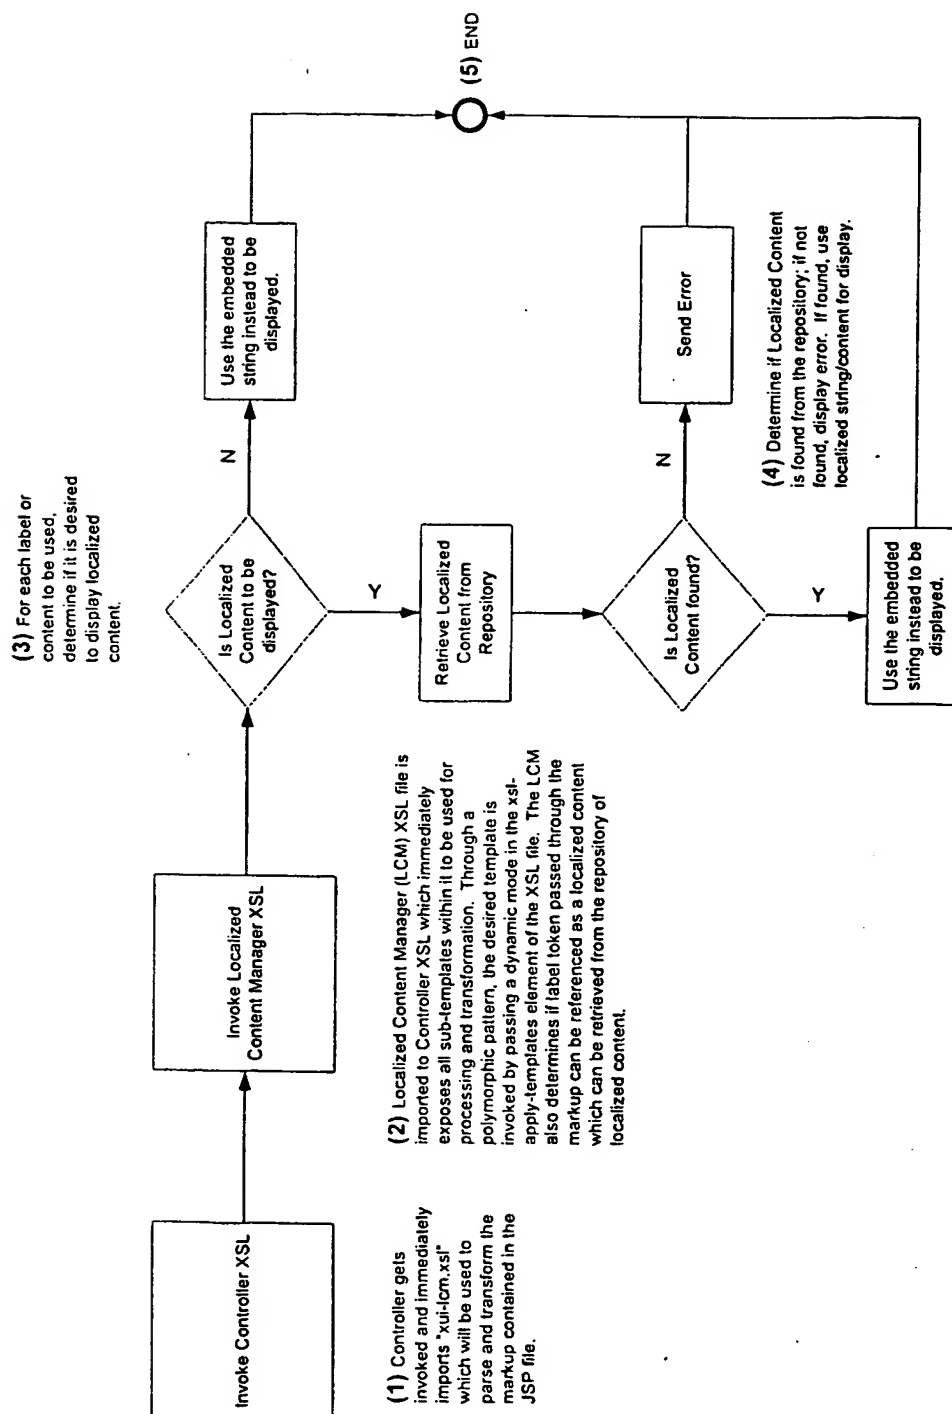 Invoke Controller XSL
(1) Controller gets
invoked and immediately
imports "xui-lcm.xsl"
which will be used to
parse and transform the
markup contained in the
JSP file.
Invoke Localized
Content Manager XSL
(2) Localized Content Manager (LCM) XSL file is
imported to Controller XSL which immediately
exposes all sub-templates within it to be used for
processing and transformation. Through a
polymorphic pattern, the desired template is
invoked by passing a dynamic mode in the xsl-
apply-templates element of the XSL file. The LCM
also determines if label token passed through the
markup can be referenced as a localized content
which can be retrieved from the repository of
localized content.
(3) For each label or
content to be used,
determine if it is desired
to display localized
content.
Is Localized
Content to be
displayed?
N
Use the embedded
string instead to be
displayed.
Y
Retrieve Localized
Content from
Repository
Is Localized
Content found?
N
Send Error
Y
Use the embedded
string instead to be
displayed.
(4) Determine if Localized Content
is found from the repository; if not
found, display error. If found, use
localized string/content for display.
(5) END